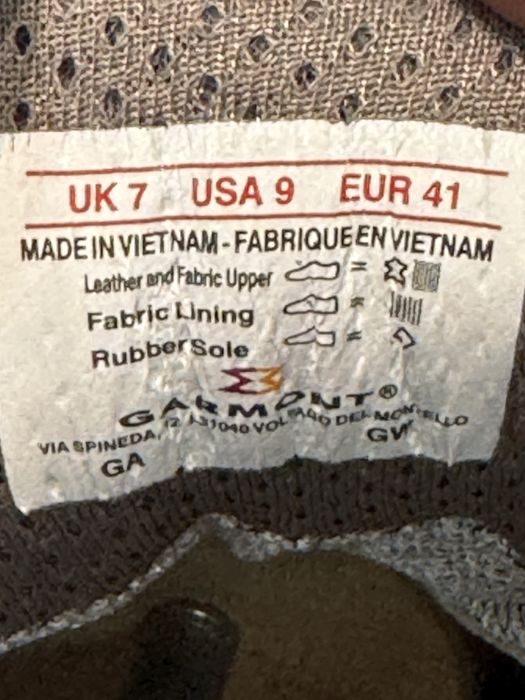 UK 7 USA 9 EUR 41
MADE IN VIETNAM - FABRIQUE EN VIETNAM
Leather and Fabric Upper =
Fabric Lining =
Rubber Sole =
GARMONT®
VIA SPINEDA, 12 I-31040 VOLPAGO DEL MONTELLO
GA GW